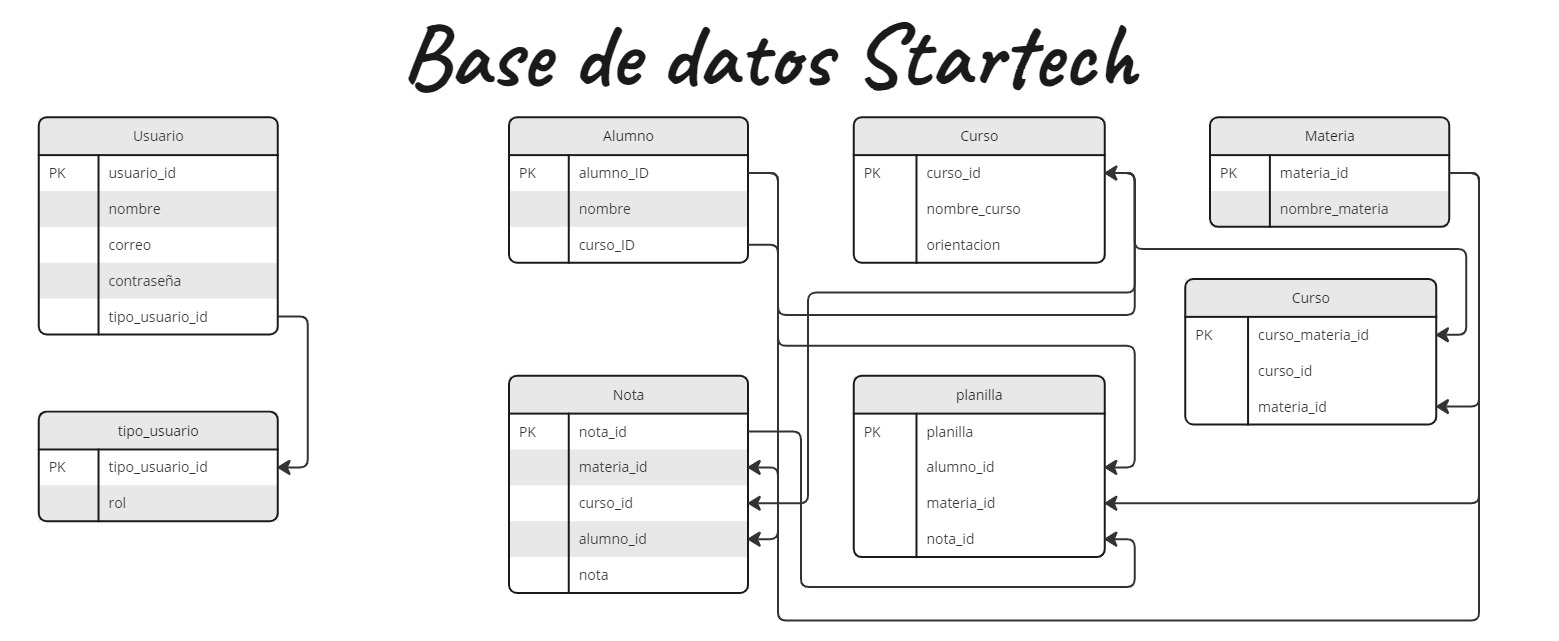 Base de datos Startech
Usuario
PK usuario_id
nombre
correo
contraseña
tipo_usuario_id
tipo_usuario
PK tipo_usuario_id
rol
Alumno
PK alumno_ID
nombre
curso_ID
Nota
PK nota_id
materia_id
curso_id
alumno_id
nota
Curso
PK curso_id
nombre_curso
orientacion
planilla
PK planilla
alumno_id
materia_id
nota_id
Materia
PK materia_id
nombre_materia
Curso
PK curso_materia_id
curso_id
materia_id